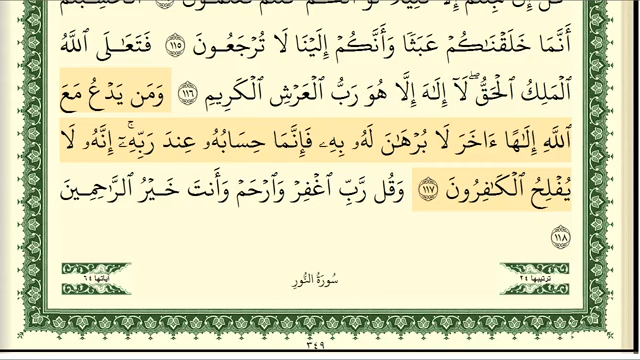 أَنَّمَا خَلَقْنَٰكُمْ عَبَثًا وَأَنَّكُمْ إِلَيْنَا لَا تُرْجَعُونَ ١١٥ فَتَعَٰلَى ٱللَّهُ
ٱلْمَلِكُ ٱلْحَقُّ ۖ لَآ إِلَٰهَ إِلَّا هُوَ رَبُّ ٱلْعَرْشِ ٱلْكَرِيمِ ١١٦ وَمَن يَدْعُ مَعَ
ٱللَّهِ إِلَٰهًا ءَاخَرَ لَا بُرْهَٰنَ لَهُۥ بِهِۦ فَإِنَّمَا حِسَابُهُۥ عِندَ رَبِّهِۦٓ ۚ إِنَّهُۥ لَا
يُفْلِحُ ٱلْكَٰفِرُونَ ١١٧ وَقُل رَّبِّ ٱغْفِرْ وَٱرْحَمْ وَأَنتَ خَيْرُ ٱلرَّٰحِمِينَ
١١٨
ترتيبها ٢٤ سُورَةُ النُّورِ آياتها ٦٤
٣٤٩